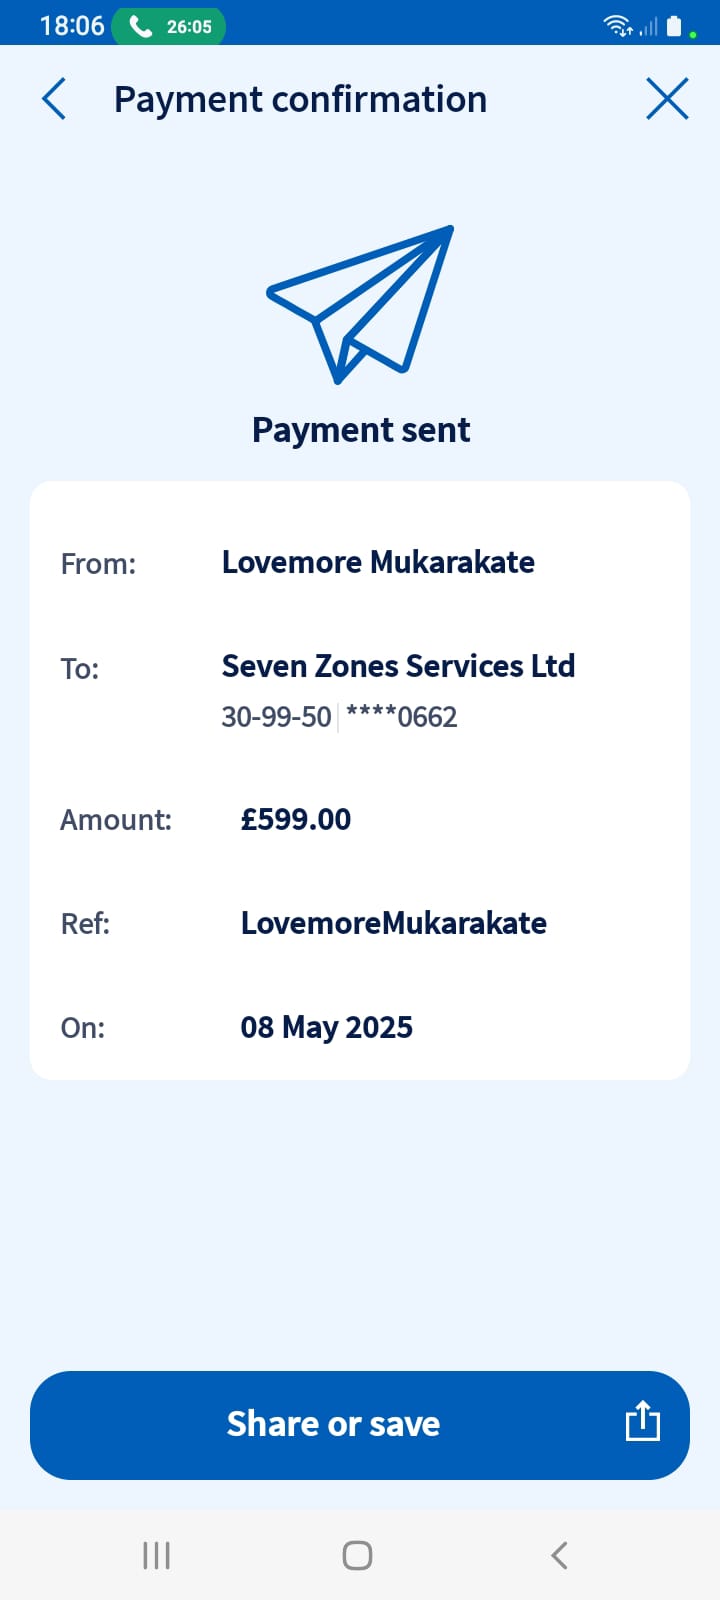 18:06 26:05
Payment confirmation
Payment sent
From: Lovemore Mukarakate
To: Seven Zones Services Ltd
30-99-50 ****0662
Amount: £599.00
Ref: LovemoreMukarakate
On: 08 May 2025
Share or save